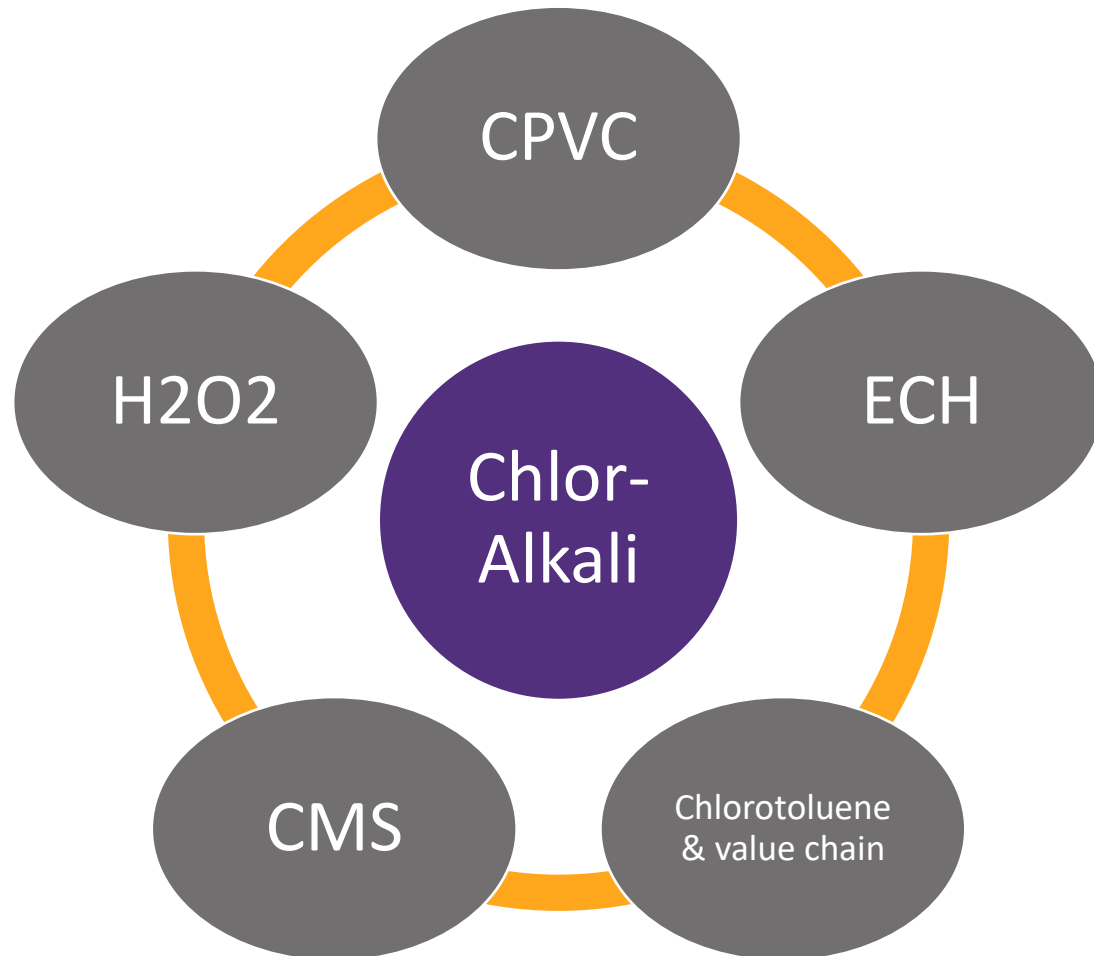 CPVC
H2O2
ECH
Chlor-
Alkali
CMS
Chlorotoluene
& value chain